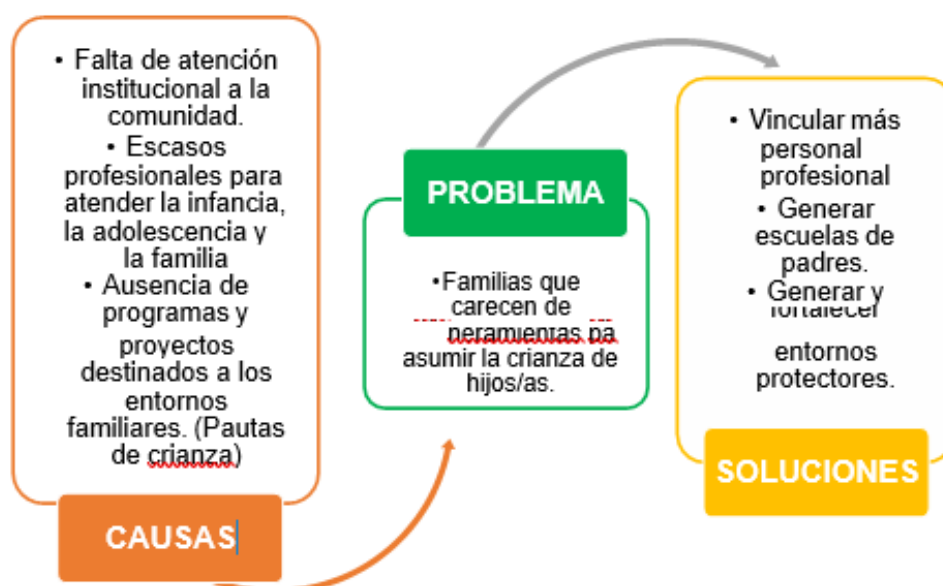 • Falta de atención
institucional a la
comunidad.
• Escasos
profesionales para
atender la infancia,
la adolescencia y
la familia
• Ausencia de
programas y
proyectos
destinados a los
entornos
familiares. (Pautas
de crianza)
CAUSAS
PROBLEMA
•Familias que
carecen de
asumir la crianza de
hijos/as.
• Vincular más
personal
profesional
• Generar
escuelas de
padres.
• Generar y
fortalecer
entornos
protectores.
SOLUCIONES